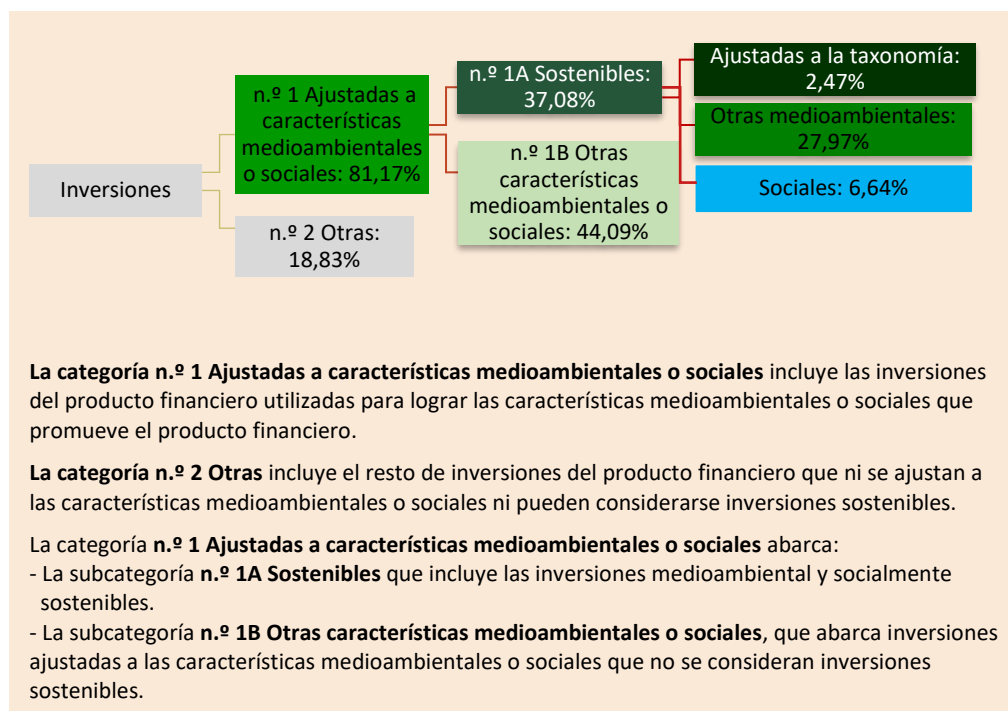 Inversiones
n.º 1 Ajustadas a
características
medioambientales
o sociales: 81,17%
n.º 2 Otras:
18,83%
n.º 1A Sostenibles:
37,08%
n.º 1B Otras
características
medioambientales o
sociales: 44,09%
Ajustadas a la taxonomía:
2,47%
Otras medioambientales:
27,97%
Sociales: 6,64%
La categoría n.º 1 Ajustadas a características medioambientales o sociales incluye las inversiones
del producto financiero utilizadas para lograr las características medioambientales o sociales que
promueve el producto financiero.
La categoría n.º 2 Otras incluye el resto de inversiones del producto financiero que ni se ajustan a
las características medioambientales o sociales ni pueden considerarse inversiones sostenibles.
La categoría n.º 1 Ajustadas a características medioambientales o sociales abarca:
- La subcategoría n.º 1A Sostenibles que incluye las inversiones medioambiental y socialmente
sostenibles.
- La subcategoría n.º 1B Otras características medioambientales o sociales, que abarca inversiones
ajustadas a las características medioambientales o sociales que no se consideran inversiones
sostenibles.